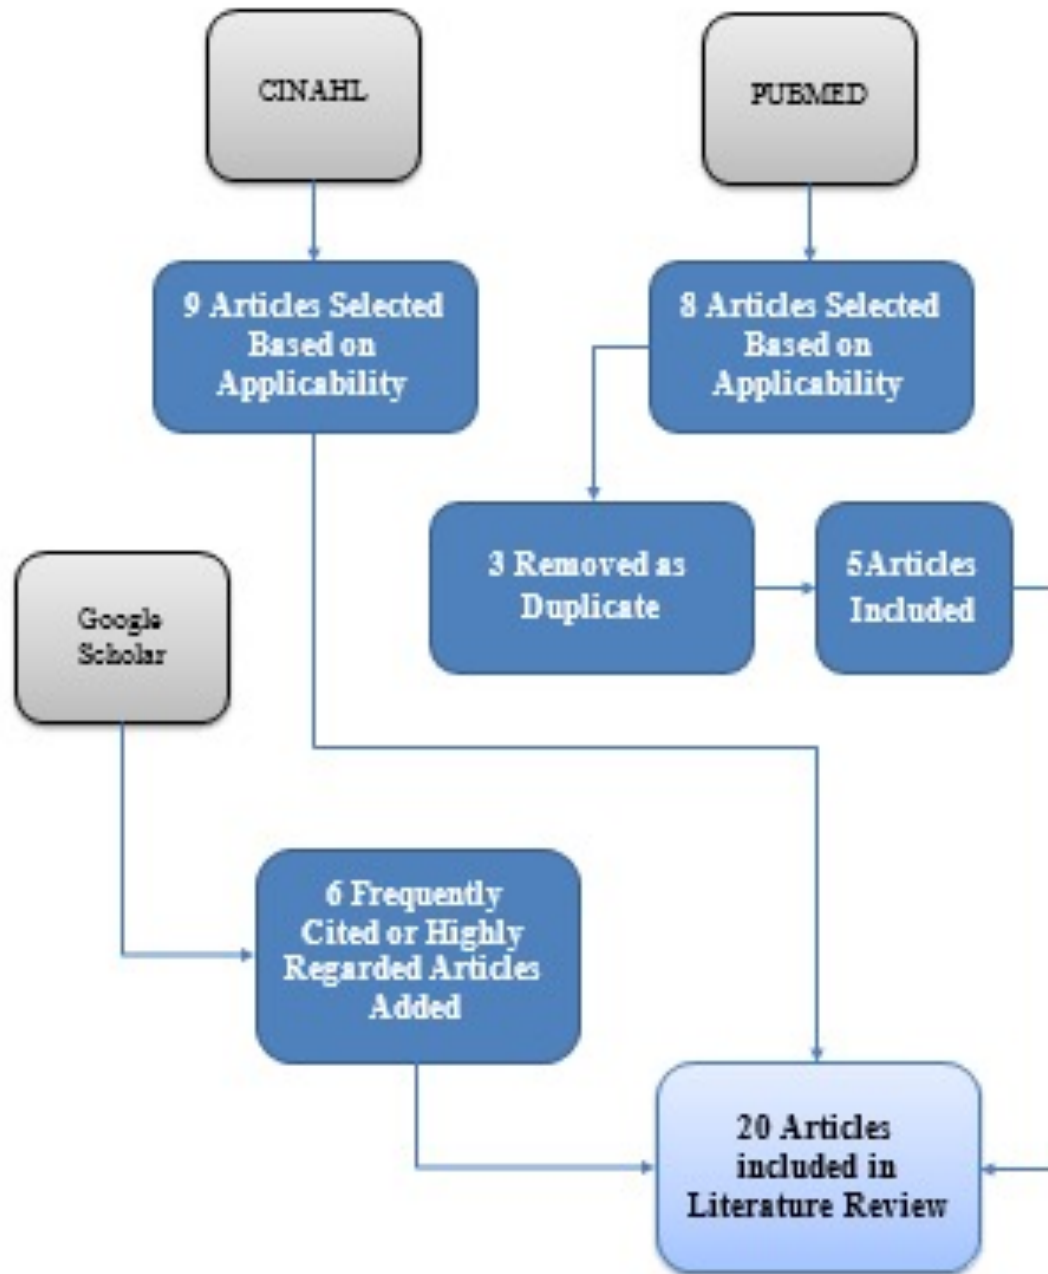 CINAHL
PUBMED
9 Articles Selected
Based on
Applicability
8 Articles Selected
Based on
Applicability
3 Removed as
Duplicate
5Articles
Included
Google
Scholar
6 Frequently
Cited or Highly
Regarded Articles
Added
20 Articles
included in
Literature Review